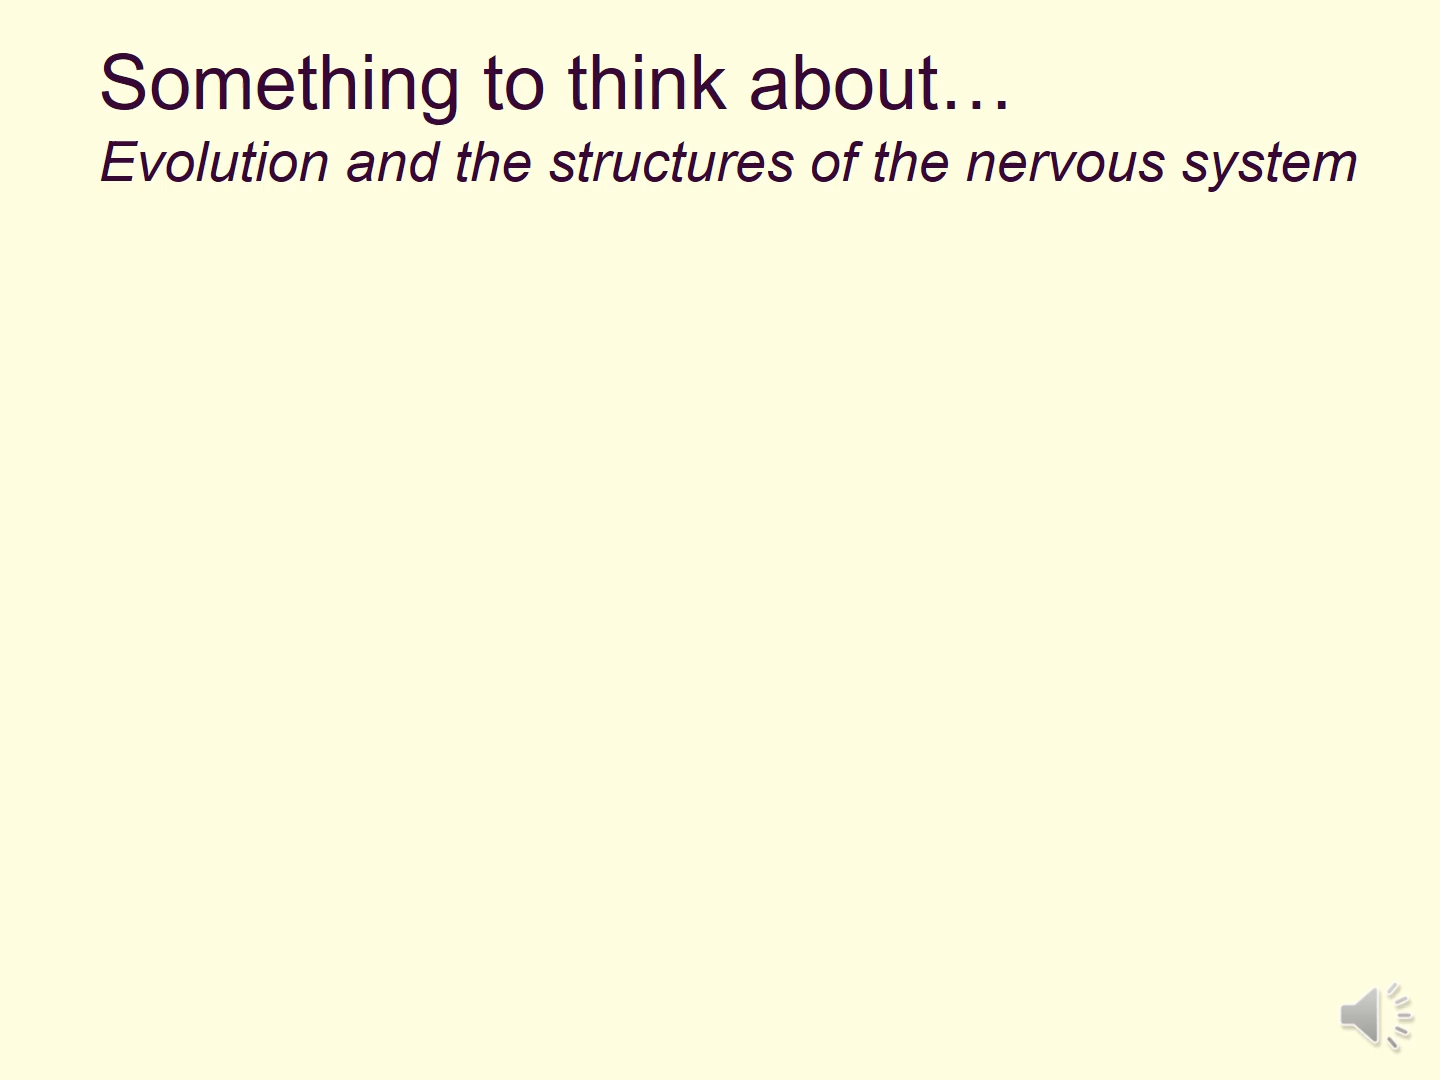 Something to think about…
Evolution and the structures of the nervous system